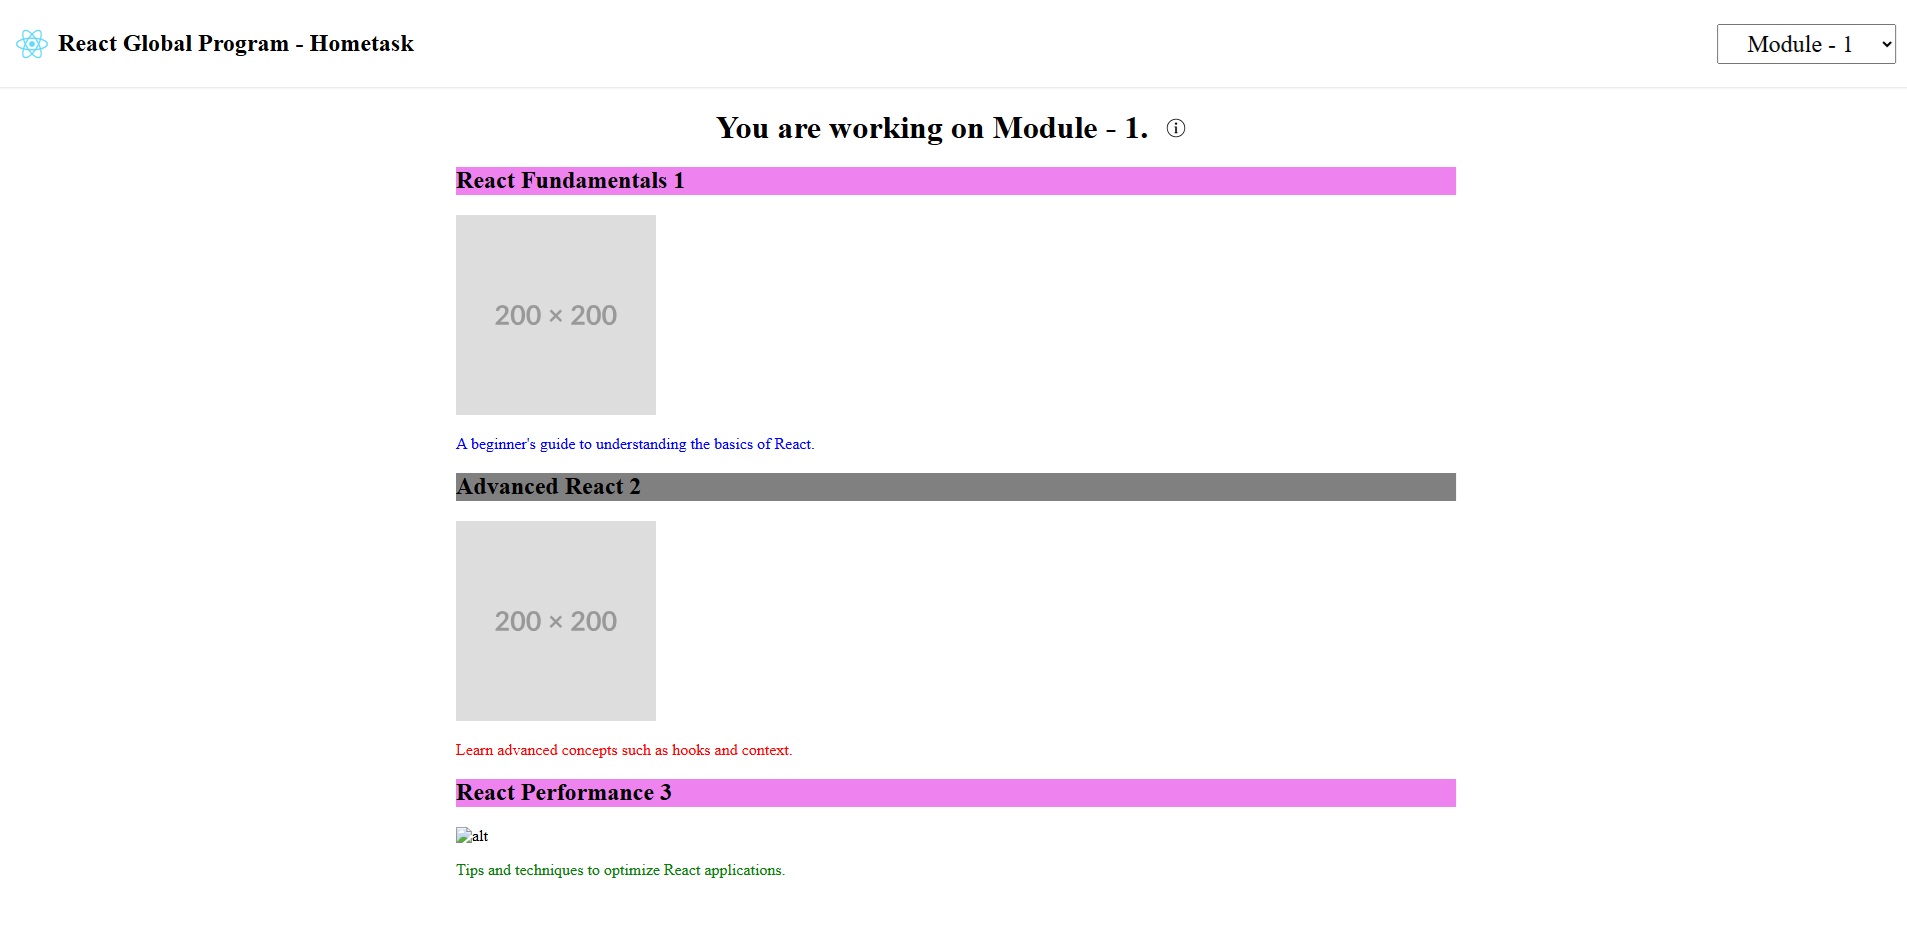 React Global Program - Hometask
Module - 1
You are working on Module - 1.
React Fundamentals 1
200 × 200
A beginner's guide to understanding the basics of React.
Advanced React 2
200 × 200
Learn advanced concepts such as hooks and context.
React Performance 3
alt
Tips and techniques to optimize React applications.